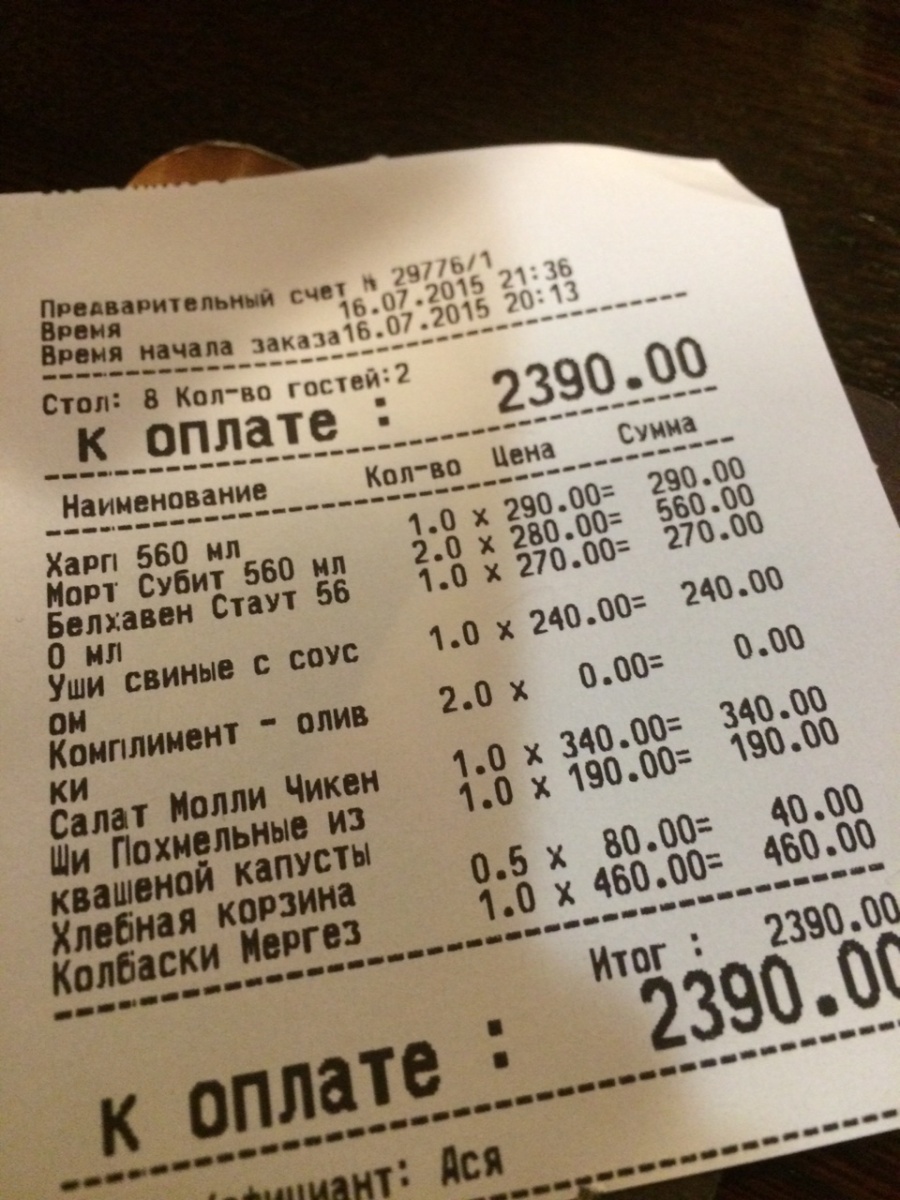 Предварительный счет № 29776/1
Время 16.07.2015 21:36
Время начала заказа16.07.2015 20:13
Стол: 8 Кол-во гостей:2
К оплате : 2390.00
Наименование Кол-во Цена Сумма
Харп 560 мл 1.0 x 290.00= 290.00
Морт Субит 560 мл 2.0 x 280.00= 560.00
Белхавен Стаут 56 1.0 x 270.00= 270.00
0 мл
Уши свиные с соус 1.0 x 240.00= 240.00
ом
Комплимент - олив 2.0 x 0.00= 0.00
ки
Салат Молли Чикен 1.0 x 340.00= 340.00
Щи Похмельные из 1.0 x 190.00= 190.00
квашеной капусты
Хлебная корзина 0.5 x 80.00= 40.00
Колбаски Мергез 1.0 x 460.00= 460.00
Итог : 2390.00
К оплате : 2390.00
Официант: Ася